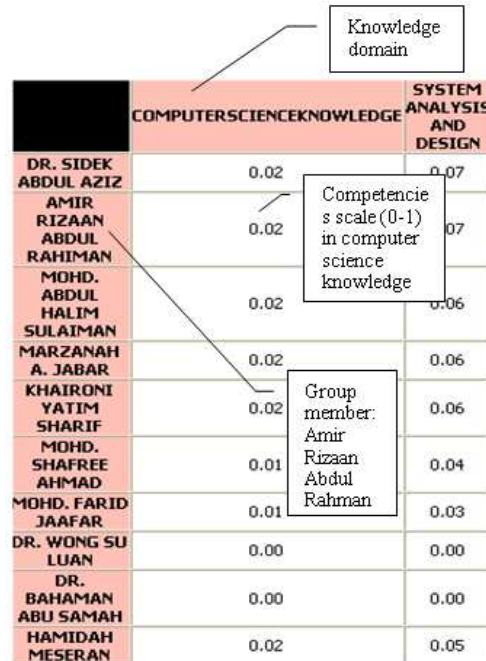 Knowledge
domain
COMPUTERSCIENCEKNOWLEDGE
SYSTEM
ANALYSIS
AND
DESIGN
DR. SIDEK
ABDUL AZIZ
0.02
0.07
AMIR
RIZAAN
ABDUL
RAHIMAN
0.02
07
Competencie
s scale (0-1)
in computer
science
knowledge
MOHD.
ABDUL
HALIM
SULAIMAN
0.02
0.06
MARZANAH
A. JABAR
0.02
0.06
KHAIRONI
YATIM
SHARIF
0.02
0.06
Group
member:
Amir
Rizaan
Abdul
Rahman
MOHD.
SHAFREE
AHMAD
0.01
0.04
MOHD. FARID
JAAFAR
0.01
0.03
DR. WONG SU
LUAN
0.00
0.00
DR.
BAHAMAN
ABU SAMAH
0.00
0.00
HAMIDAH
MESERAN
0.02
0.05